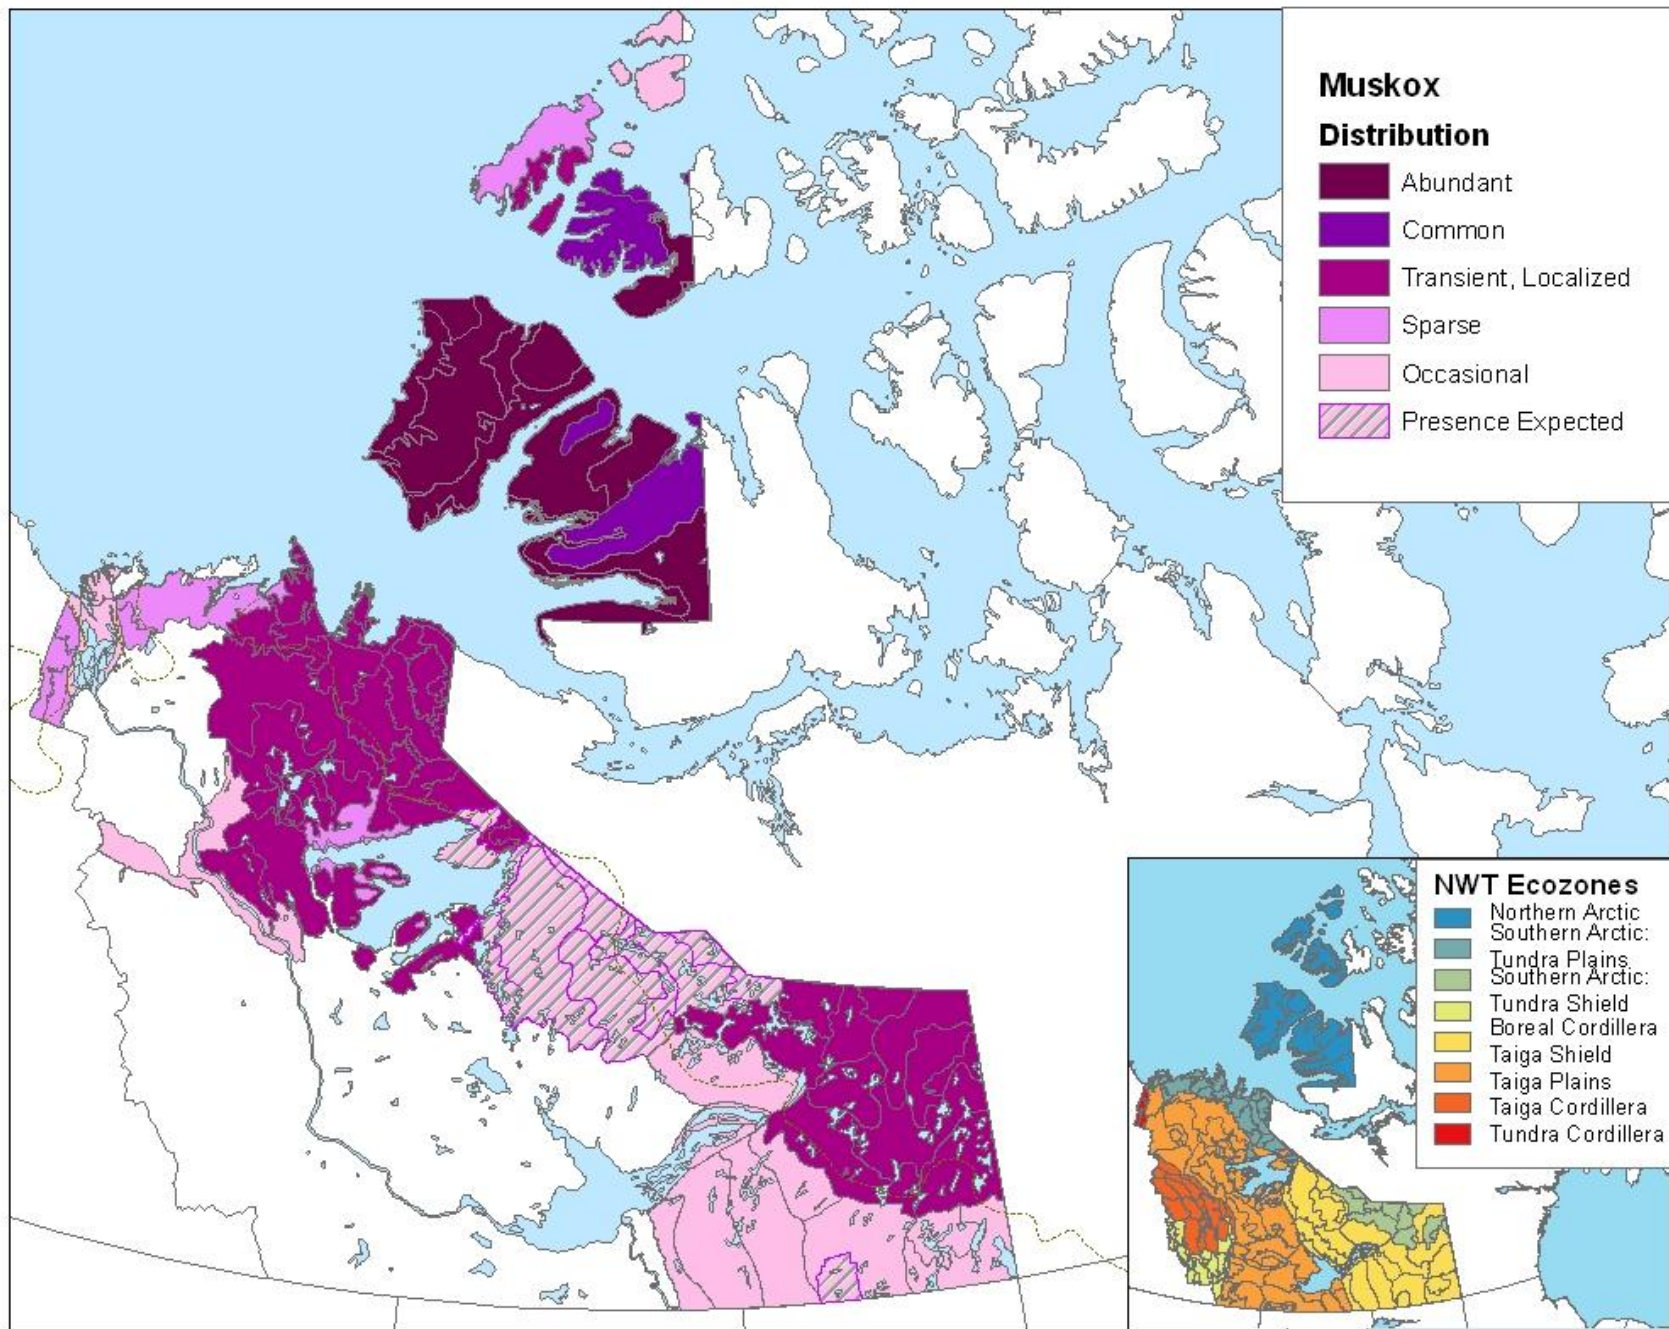 Muskox
Distribution
Abundant
Common
Transient, Localized
Sparse
Occasional
Presence Expected
NWT Ecozones
Northern Arctic
Southern Arctic:
Tundra Plains
Southern Arctic:
Tundra Shield
Boreal Cordillera
Taiga Shield
Taiga Plains
Taiga Cordillera
Tundra Cordillera